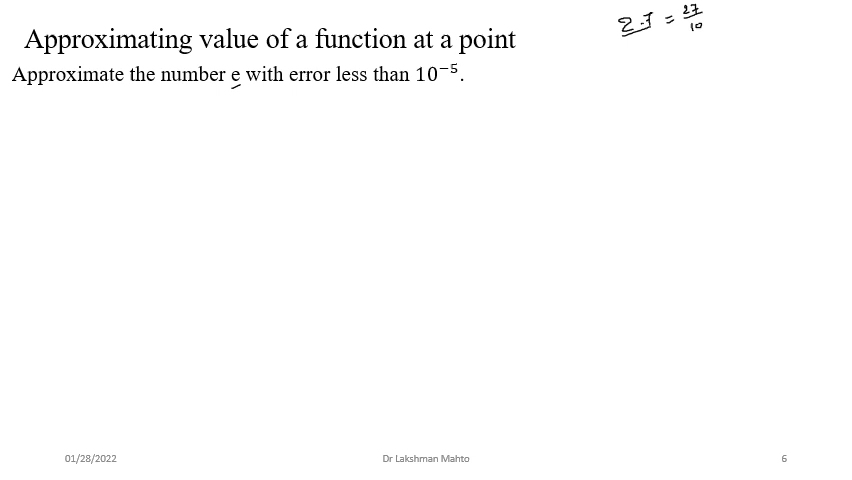 2.7 = 27/10
Approximating value of a function at a point
Approximate the number e with error less than 10⁻⁵.
01/28/2022 Dr Lakshman Mahto 6